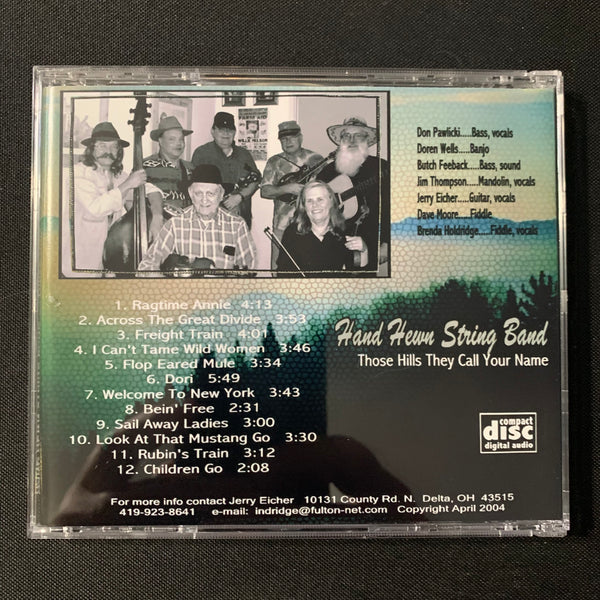 Don Pawlicki.....Bass, vocals
Doren Wells.....Banjo
Butch Feeback.....Bass, sound
Jim Thompson.....Mandolin, vocals
Jerry Eicher.....Guitar, vocals
Dave Moore.....Fiddle
Brenda Holdridge.....Fiddle, vocals
1. Ragtime Annie 4:13
2. Across The Great Divide 3:53
3. Freight Train 4:01
4. I Can't Tame Wild Women 3:46
5. Flop Eared Mule 3:34
6. Dori 5:49
7. Welcome To New York 3:43
8. Bein' Free 2:31
9. Sail Away Ladies 3:00
10. Look At That Mustang Go 3:30
11. Rubin's Train 3:12
12. Children Go 2:08
Hand Hewn String Band
Those Hills They Call Your Name
COMPACT
disc
digital audio
For more info contact Jerry Eicher 10131 County Rd. N. Delta, OH 43515
419-923-8641 e-mail: indridge@fulton-net.com Copyright April 2004